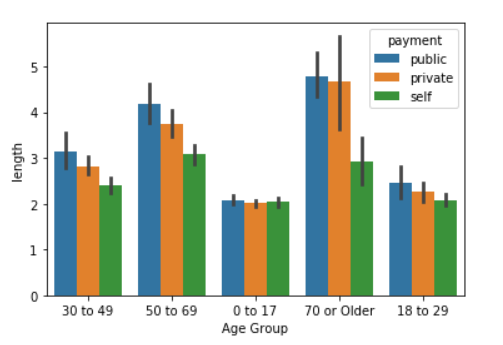 payment
public
private
self
length
5
4
3
2
1
0
30 to 49
50 to 69
0 to 17
70 or Older
18 to 29
Age Group